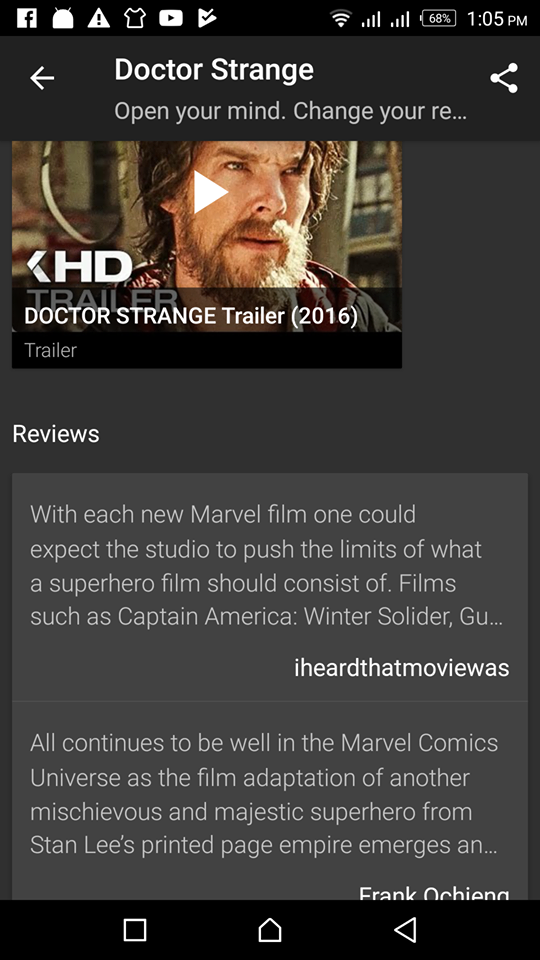 68% 1:05 PM
Doctor Strange
Open your mind. Change your re...
KHD
TRAILER
DOCTOR STRANGE Trailer (2016)
Trailer
Reviews
With each new Marvel film one could
expect the studio to push the limits of what
a superhero film should consist of. Films
such as Captain America: Winter Solider, Gu...
iheardthatmoviewas
All continues to be well in the Marvel Comics
Universe as the film adaptation of another
mischievous and majestic superhero from
Stan Lee’s printed page empire emerges an...
Frank Ochieng